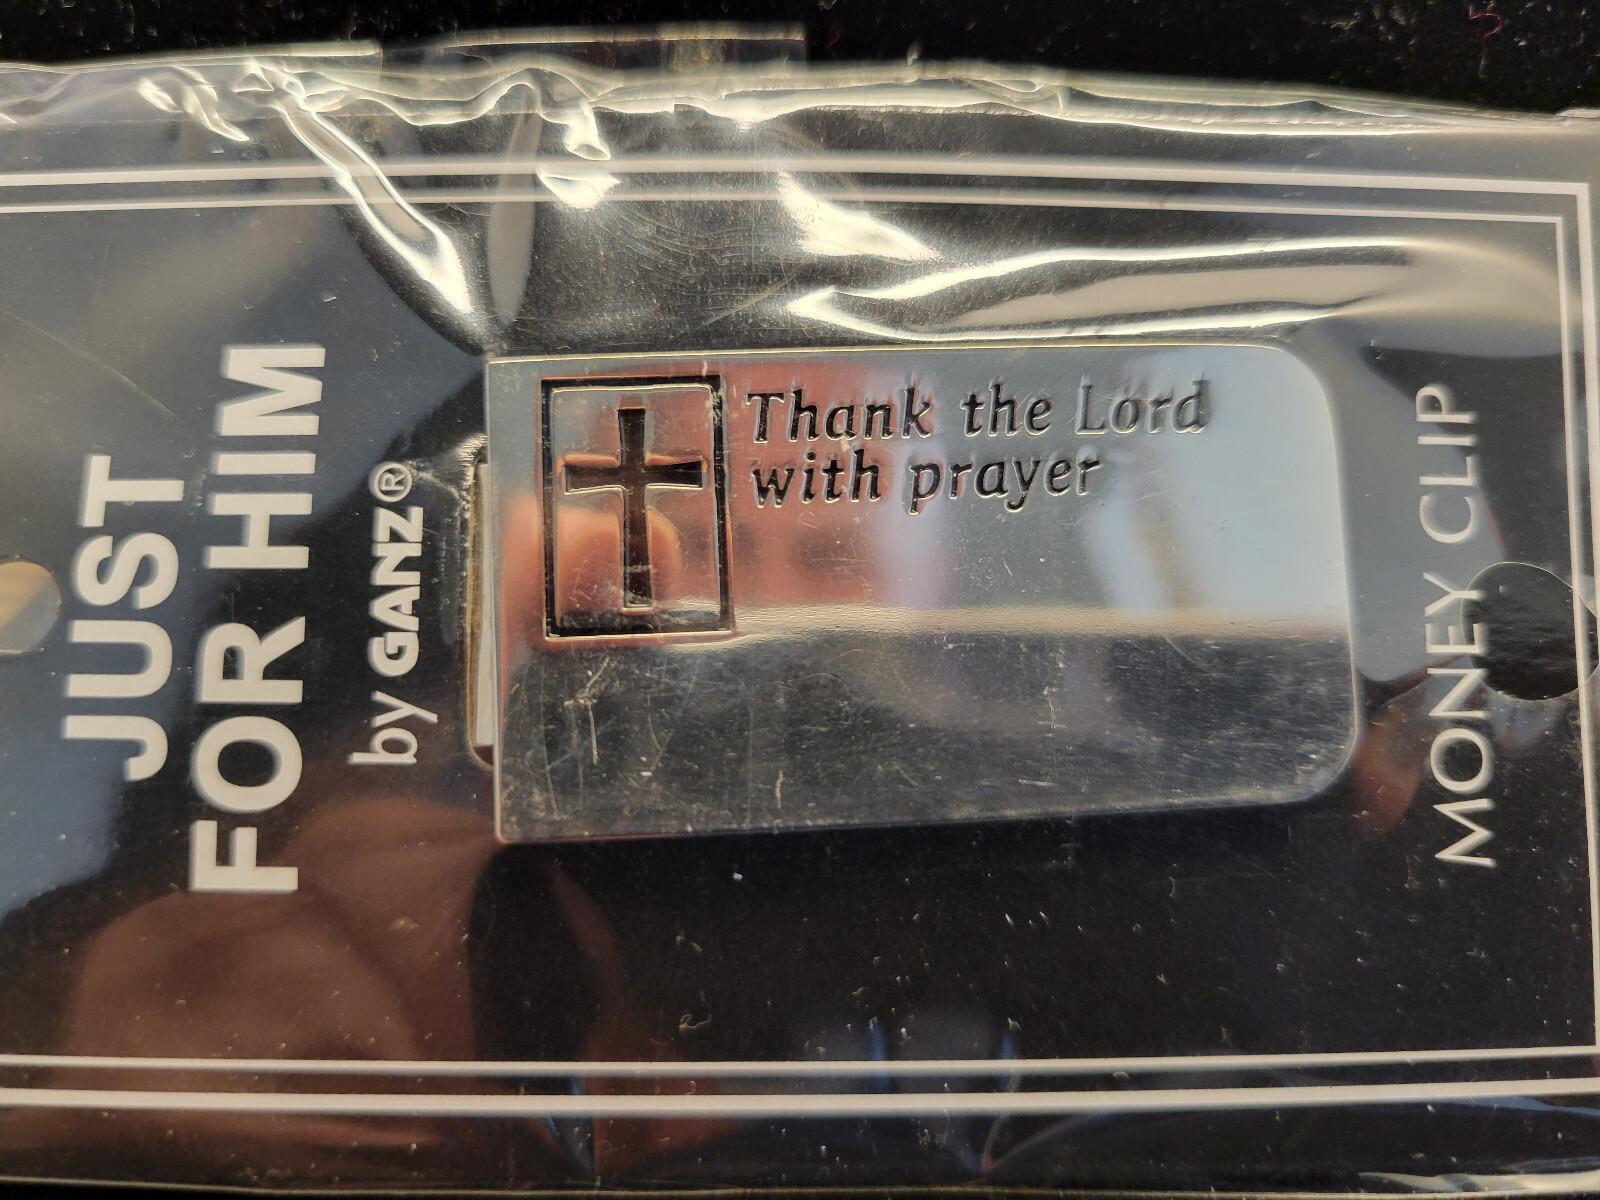 JUST
FOR HIM
by GANZ®
Thank the Lord
with prayer
MONEY CLIP